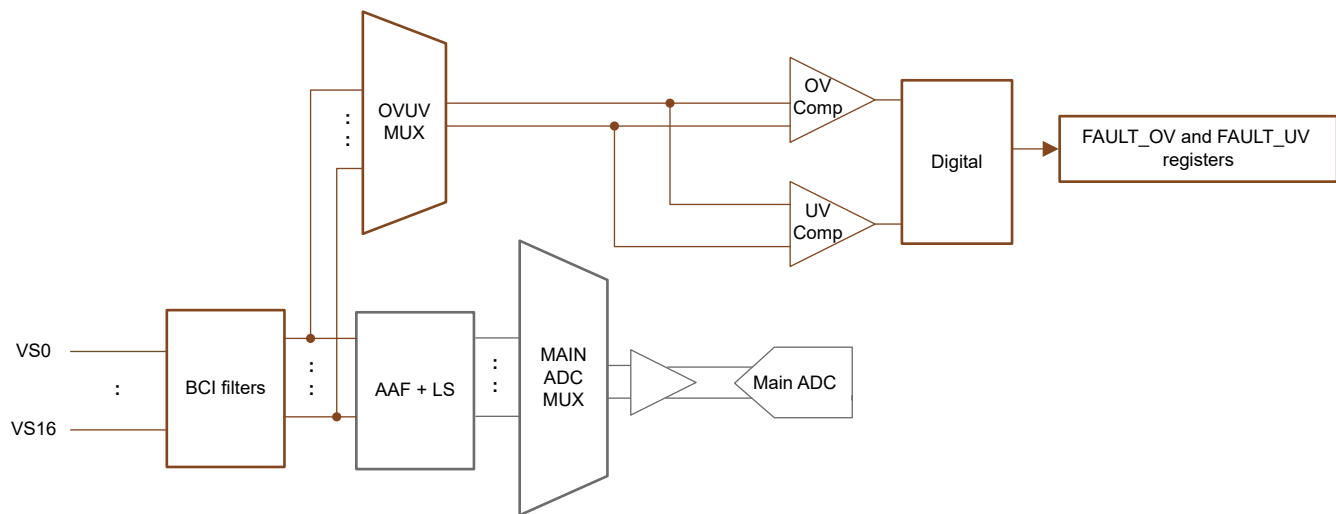 OVUV
MUX
OV
Comp
UV
Comp
Digital
FAULT_OV and FAULT_UV
registers
VS0
:
VS16
BCI filters
:
:
:
:
AAF + LS
:
:
MAIN
ADC
MUX
Main ADC